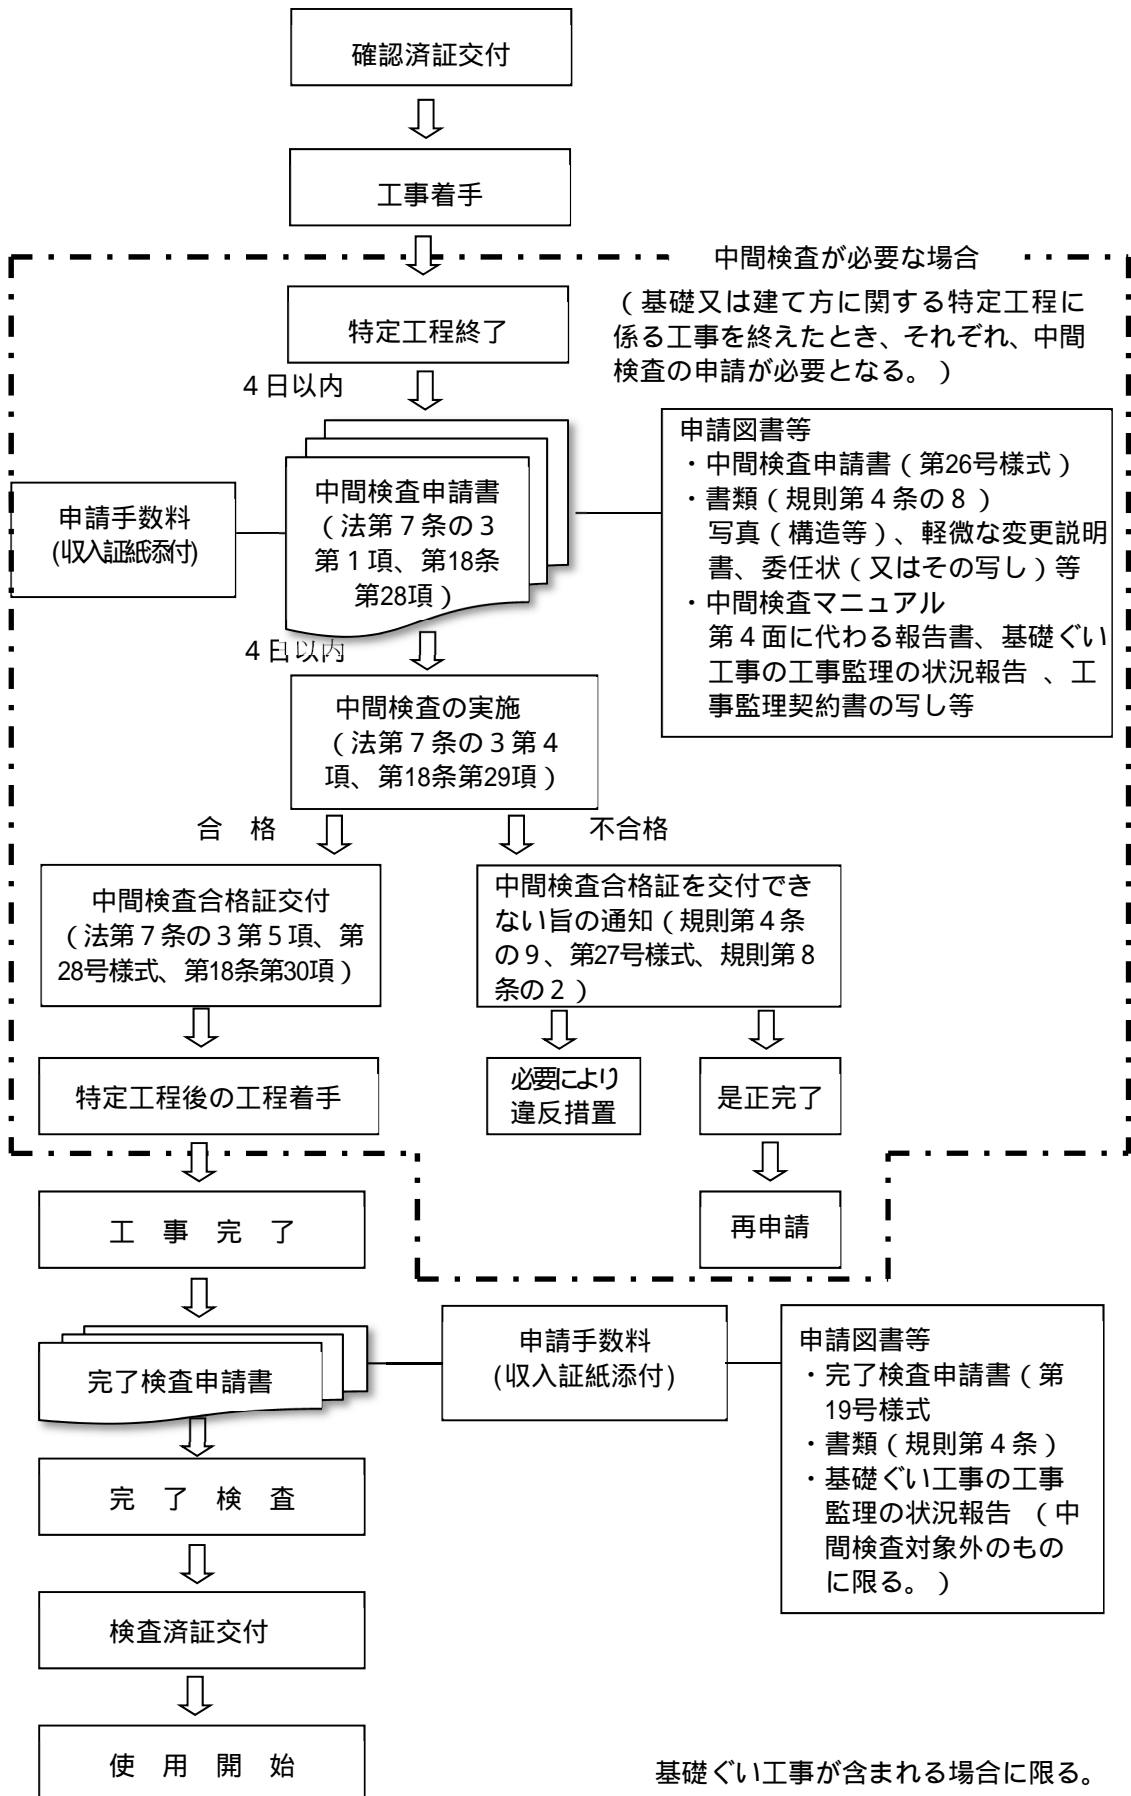 確認済証交付
工事着手
中間検査が必要な場合
（基礎又は建て方に関する特定工程に
係る工事を終えたとき、それぞれ、中間
検査の申請が必要となる。）
特定工程終了
４日以内
中間検査申請書
（法第７条の３
第１項、第18条
第28項）
申請手数料
(収入証紙添付)
申請図書等
・中間検査申請書（第26号様式）
・書類（規則第４条の８）
写真（構造等）、軽微な変更説明
書、委任状（又はその写し）等
・中間検査マニュアル
第４面に代わる報告書、基礎ぐい
工事の工事監理の状況報告　、工
事監理契約書の写し等
４日以内
中間検査の実施
（法第７条の３第４
項、第18条第29項）
合　格
不合格
中間検査合格証交付
（法第７条の３第５項、第
28号様式、第18条第30項）
中間検査合格証を交付でき
ない旨の通知（規則第４条
の９、第27号様式、規則第８
条の２）
特定工程後の工程着手
必要により
違反措置
是正完了
再申請
工　事　完　了
完了検査申請書
申請手数料
(収入証紙添付)
申請図書等
・完了検査申請書（第
19号様式
・書類（規則第４条）
・基礎ぐい工事の工事
監理の状況報告　（中
間検査対象外のもの
に限る。）
完　了　検　査
検査済証交付
使　用　開　始
基礎ぐい工事が含まれる場合に限る。